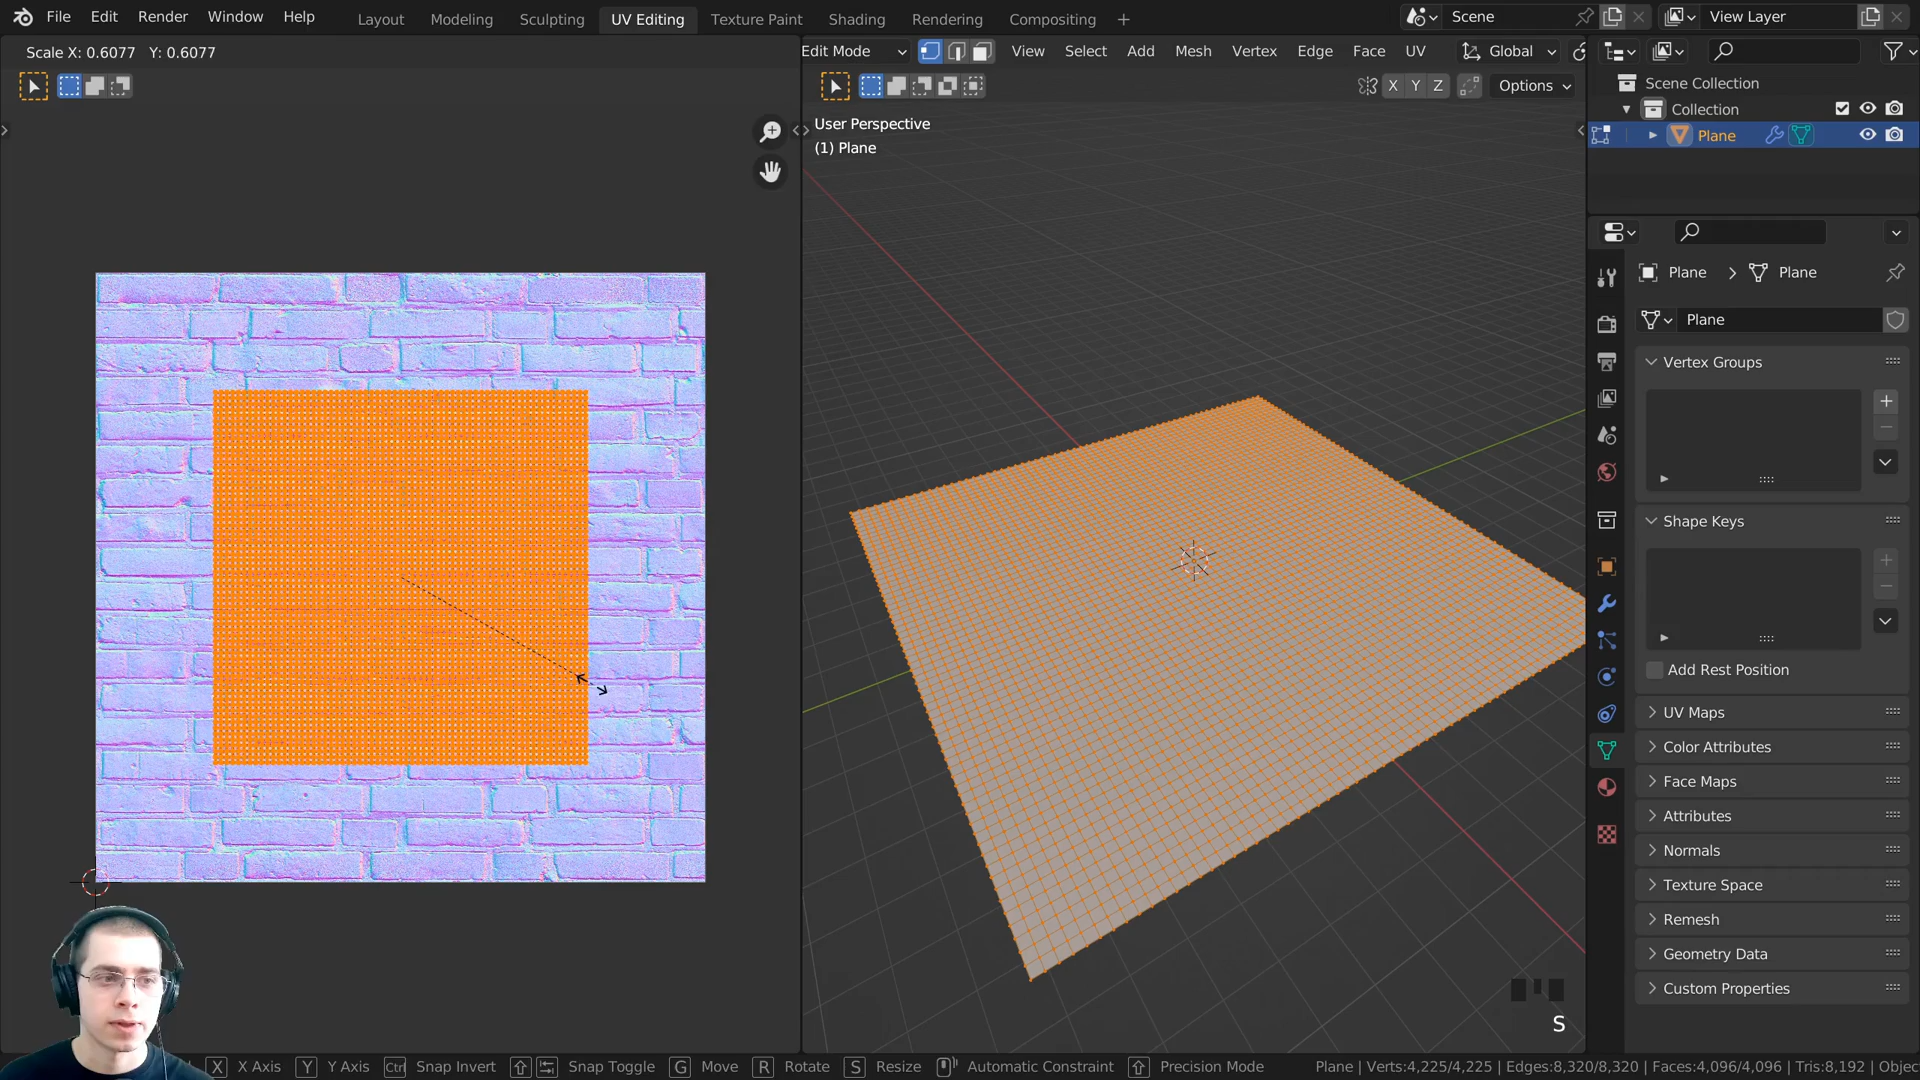 File Edit Render Window Help
Layout Modeling Sculpting UV Editing Texture Paint Shading Rendering Compositing +
Scene
View Layer
Scale X: 0.6077 Y: 0.6077
Edit Mode View Select Add Mesh Vertex Edge Face UV Global
X Y Z Options
User Perspective
(1) Plane
Scene Collection
Collection
Plane
Plane > Plane
Plane
Vertex Groups
Shape Keys
Add Rest Position
UV Maps
Color Attributes
Face Maps
Attributes
Normals
Texture Space
Remesh
Geometry Data
Custom Properties
S
X X Axis Y Y Axis Ctrl Snap Invert Snap Toggle G Move R Rotate S Resize Automatic Constraint Precision Mode
Plane | Verts:4,225/4,225 | Edges:8,320/8,320 | Faces:4,096/4,096 | Tris:8,192 | Objec